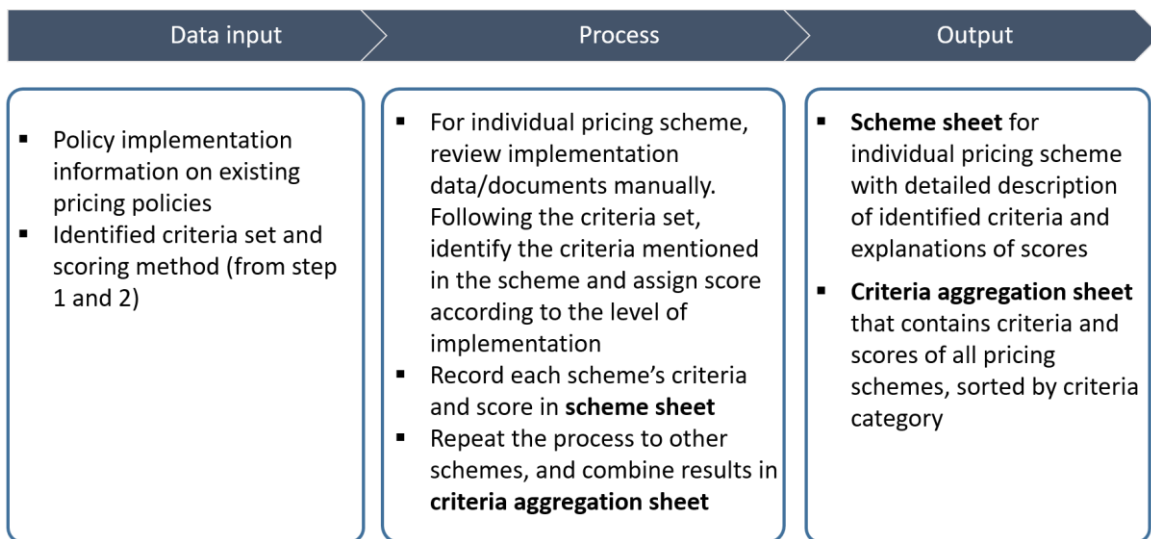 Data input
Process
Output
▪ Policy implementation
information on existing
pricing policies
▪ Identified criteria set and
scoring method (from step
1 and 2)
▪ For individual pricing scheme,
review implementation
data/documents manually.
Following the criteria set,
identify the criteria mentioned
in the scheme and assign score
according to the level of
implementation
▪ Record each scheme’s criteria
and score in scheme sheet
▪ Repeat the process to other
schemes, and combine results in
criteria aggregation sheet
▪ Scheme sheet for
individual pricing scheme
with detailed description
of identified criteria and
explanations of scores
▪ Criteria aggregation sheet
that contains criteria and
scores of all pricing
schemes, sorted by criteria
category